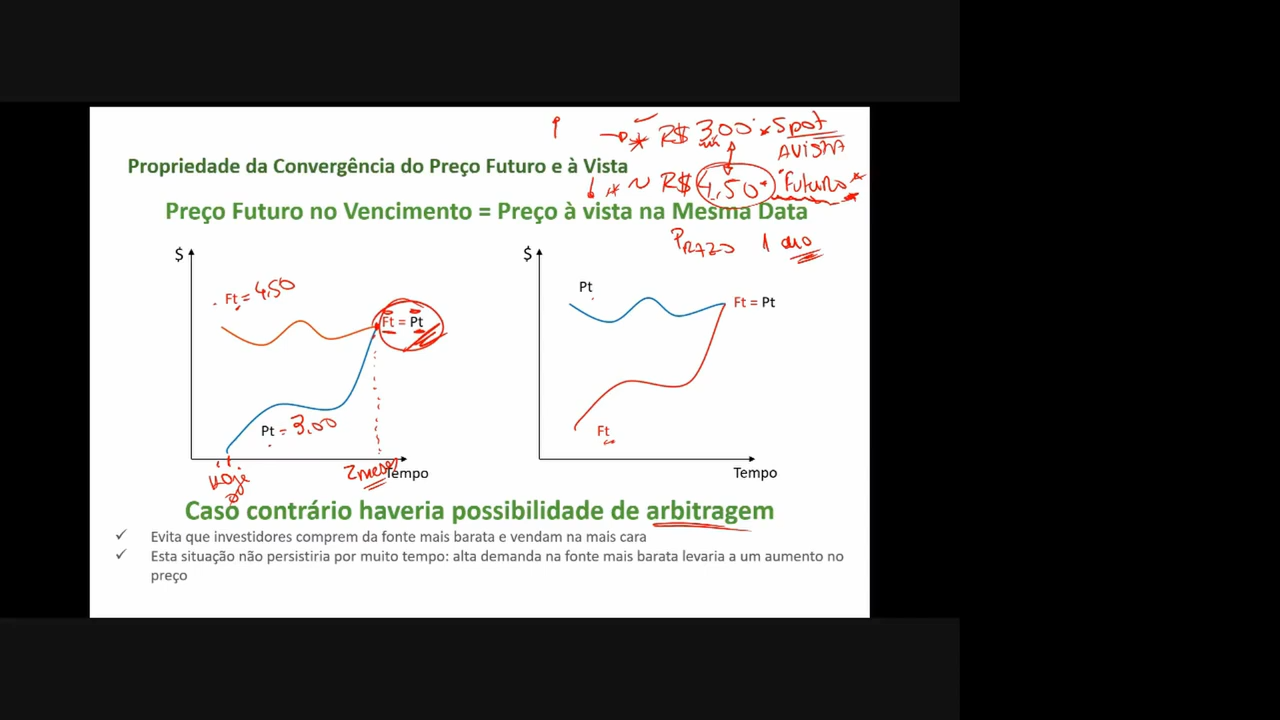 R$ 3,00 * Spot
AVISTA
Propriedade da Convergência do Preço Futuro e à Vista
* ~ R$ 4,50 * Futuro *
Preço Futuro no Vencimento = Preço à vista na Mesma Data
PRAZO 1 ano
$
Ft = 4,50
Ft = Pt
Pt = 3,00
Hoje
2 meses
Tempo
$
Pt
Ft = Pt
Ft
Tempo
Caso contrário haveria possibilidade de arbitragem
✓ Evita que investidores comprem da fonte mais barata e vendam na mais cara
✓ Esta situação não persistiria por muito tempo: alta demanda na fonte mais barata levaria a um aumento no
preço